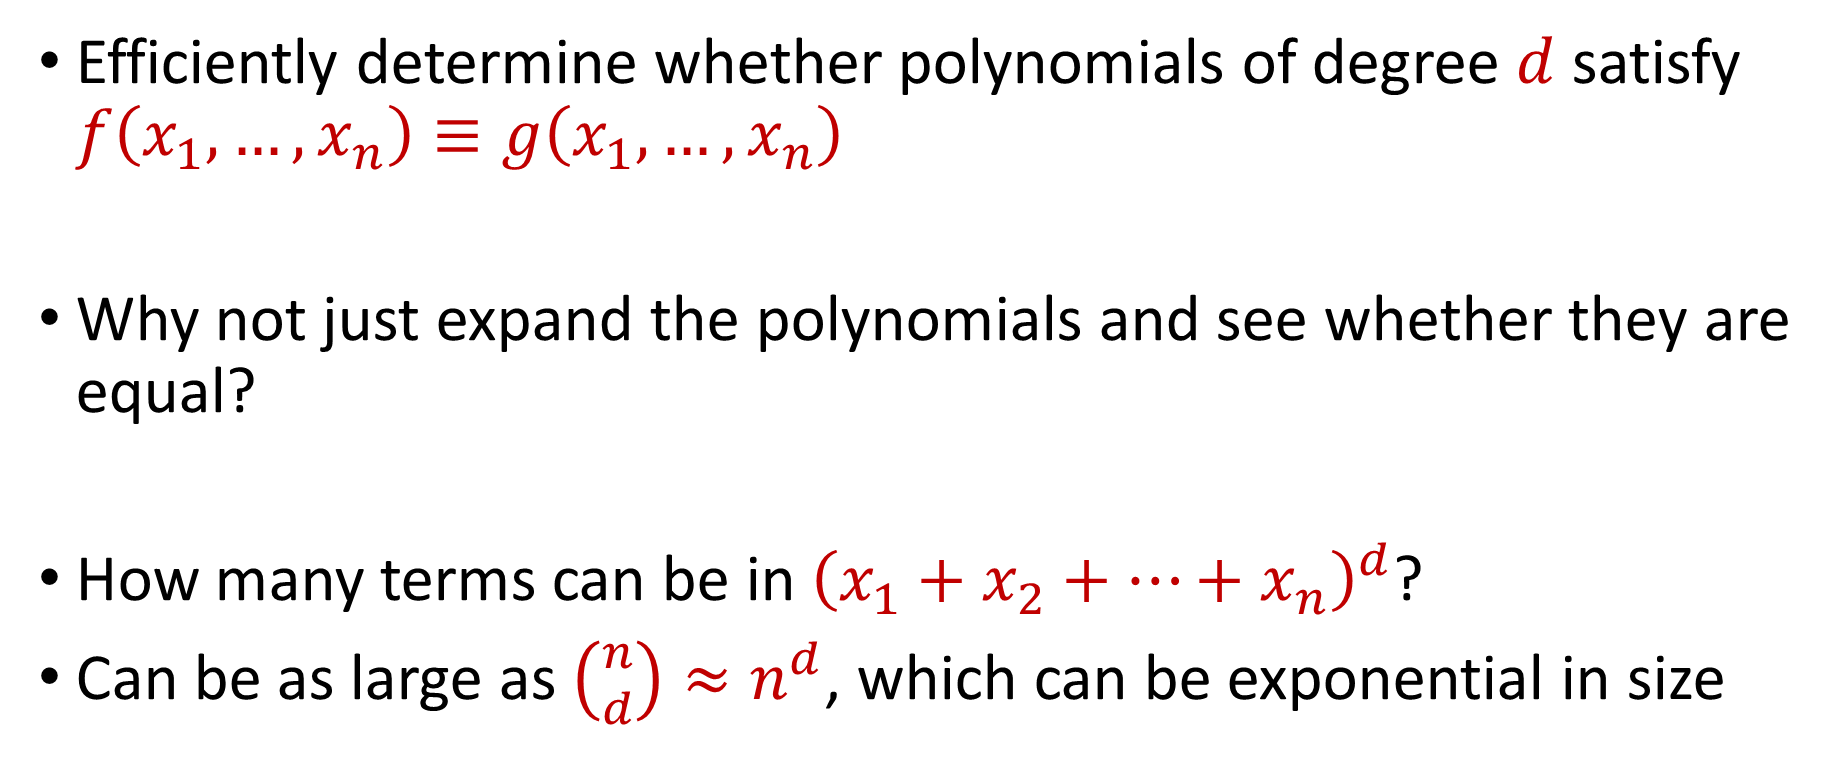 • Efficiently determine whether polynomials of degree d satisfy
f(x₁, … , xₙ) ≡ g(x₁, … , xₙ)
• Why not just expand the polynomials and see whether they are
equal?
• How many terms can be in (x₁ + x₂ + ⋯ + xₙ)ᵈ?
• Can be as large as \binom{n}{d} ≈ nᵈ, which can be exponential in size